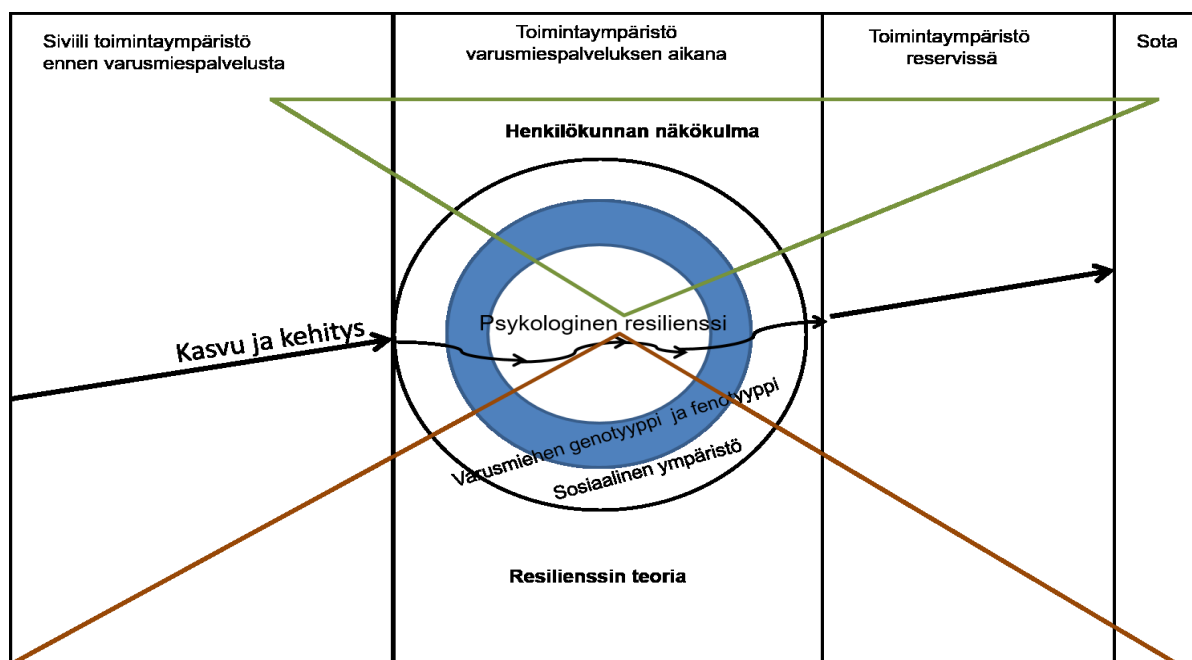 Siviili toimintaympäristö
ennen varusmiespalvelusta
Toimintaympäristö
varusmiespalveluksen aikana
Toimintaympäristö
reservissä
Sota
Henkilökunnan näkökulma
Psykologinen resilienssi
Kasvu ja kehitys
Varusmiehen genotyyppi ja fenotyyppi
Sosiaalinen ympäristö
Resilienssin teoria